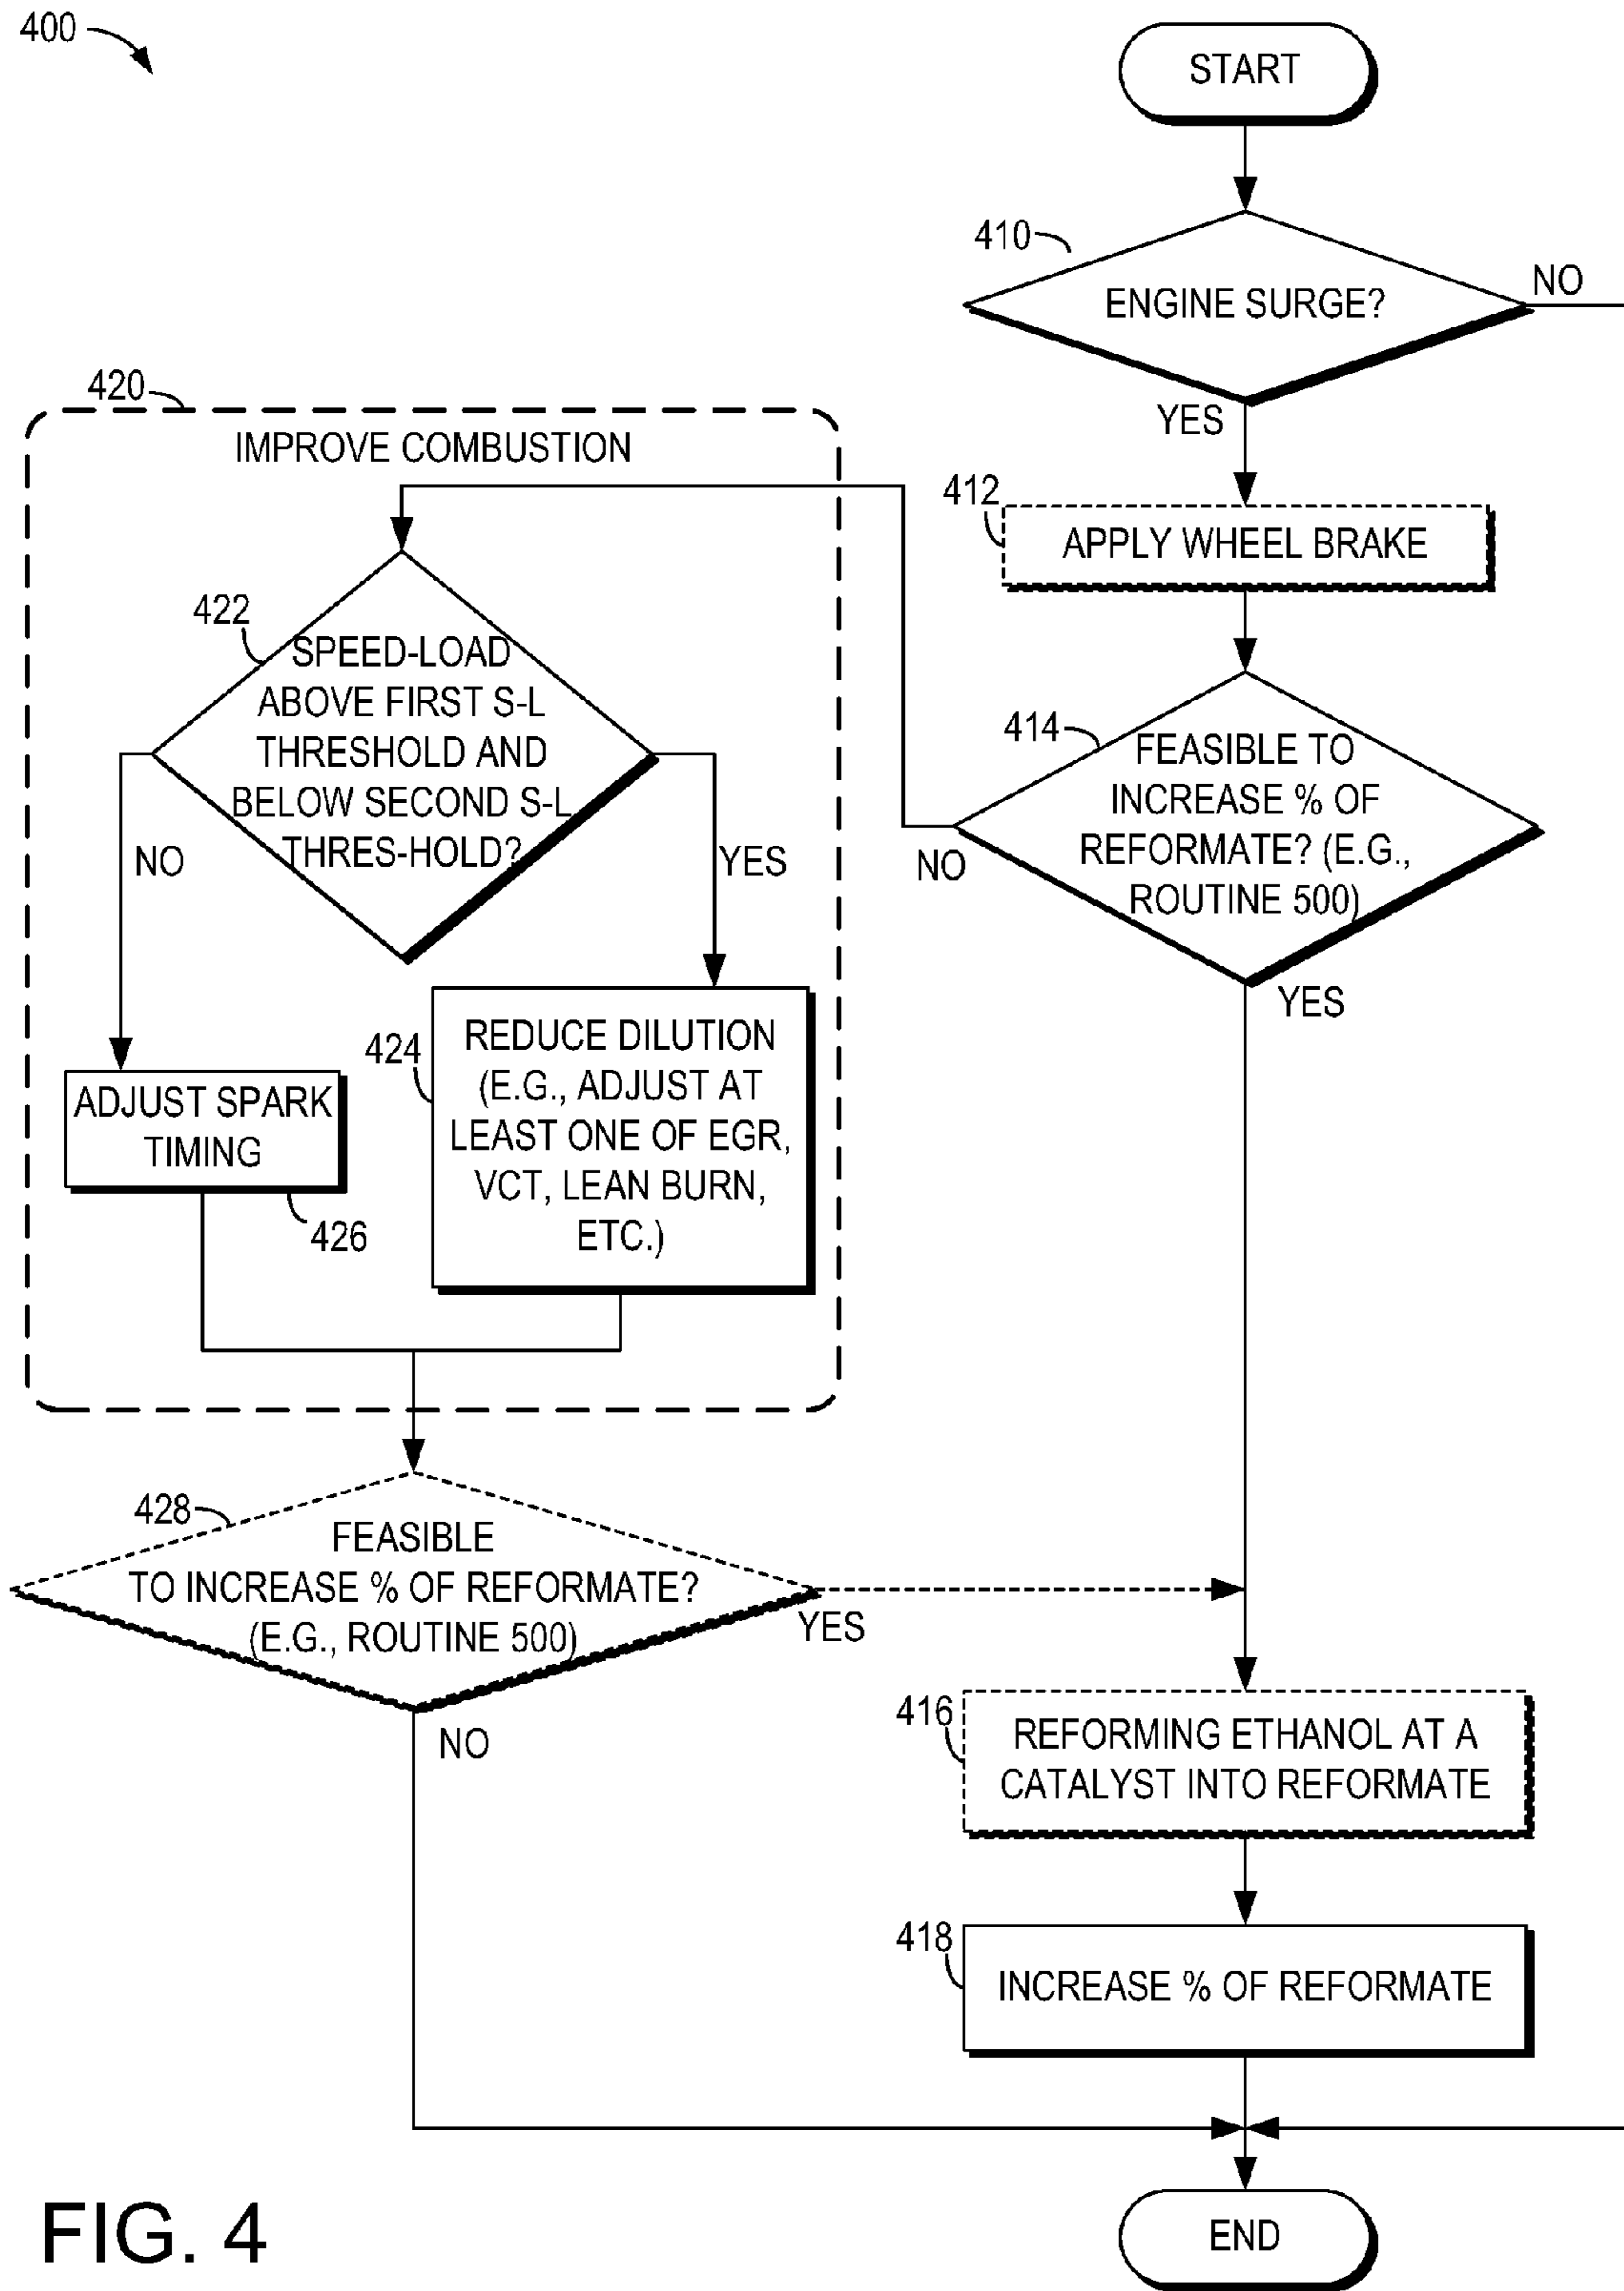 400
START
410
ENGINE SURGE?
NO
YES
412
APPLY WHEEL BRAKE
414
FEASIBLE TO
INCREASE % OF
REFORMATE? (E.G.,
ROUTINE 500)
NO
YES
420
IMPROVE COMBUSTION
422
SPEED-LOAD
ABOVE FIRST S-L
THRESHOLD AND
BELOW SECOND S-L
THRES-HOLD?
NO
YES
424
REDUCE DILUTION
(E.G., ADJUST AT
LEAST ONE OF EGR,
VCT, LEAN BURN,
ETC.)
ADJUST SPARK
TIMING
426
428
FEASIBLE
TO INCREASE % OF REFORMATE?
(E.G., ROUTINE 500)
YES
NO
416
REFORMING ETHANOL AT A
CATALYST INTO REFORMATE
418
INCREASE % OF REFORMATE
END
FIG. 4